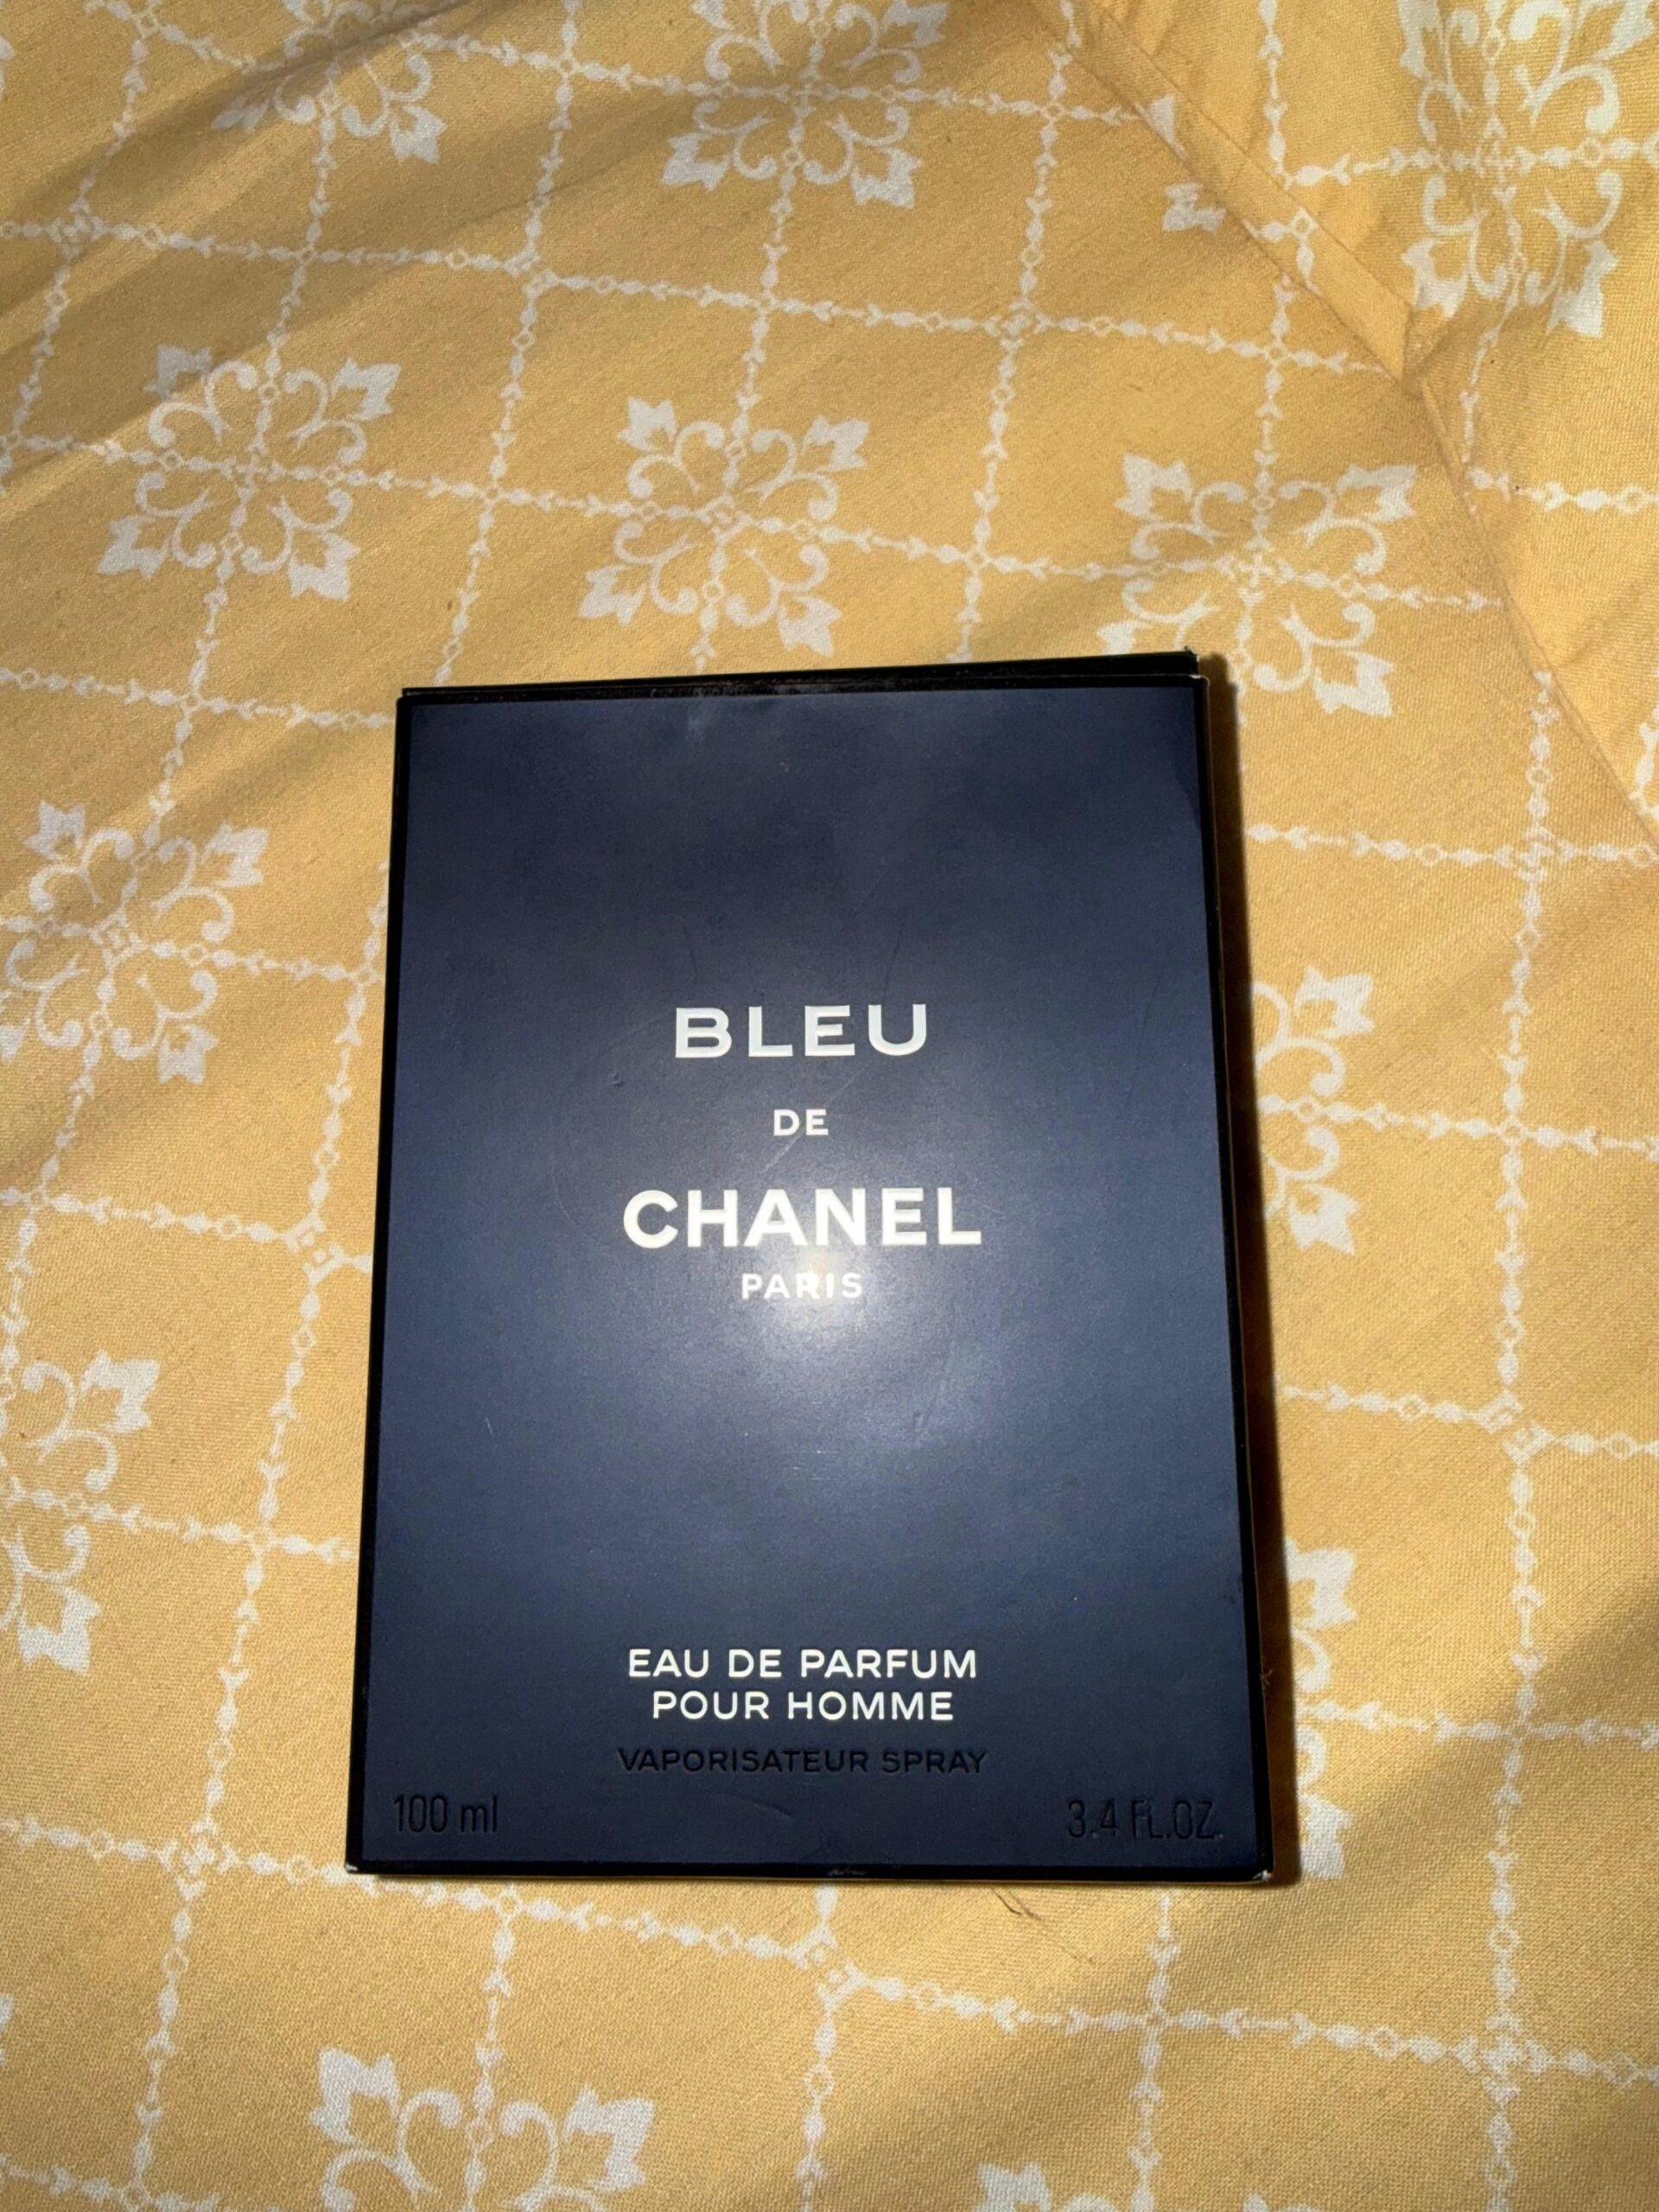 BLEU
DE
CHANEL
PARIS
EAU DE PARFUM
POUR HOMME
VAPORISATEUR SPRAY
100 ml 3.4 FL.OZ.